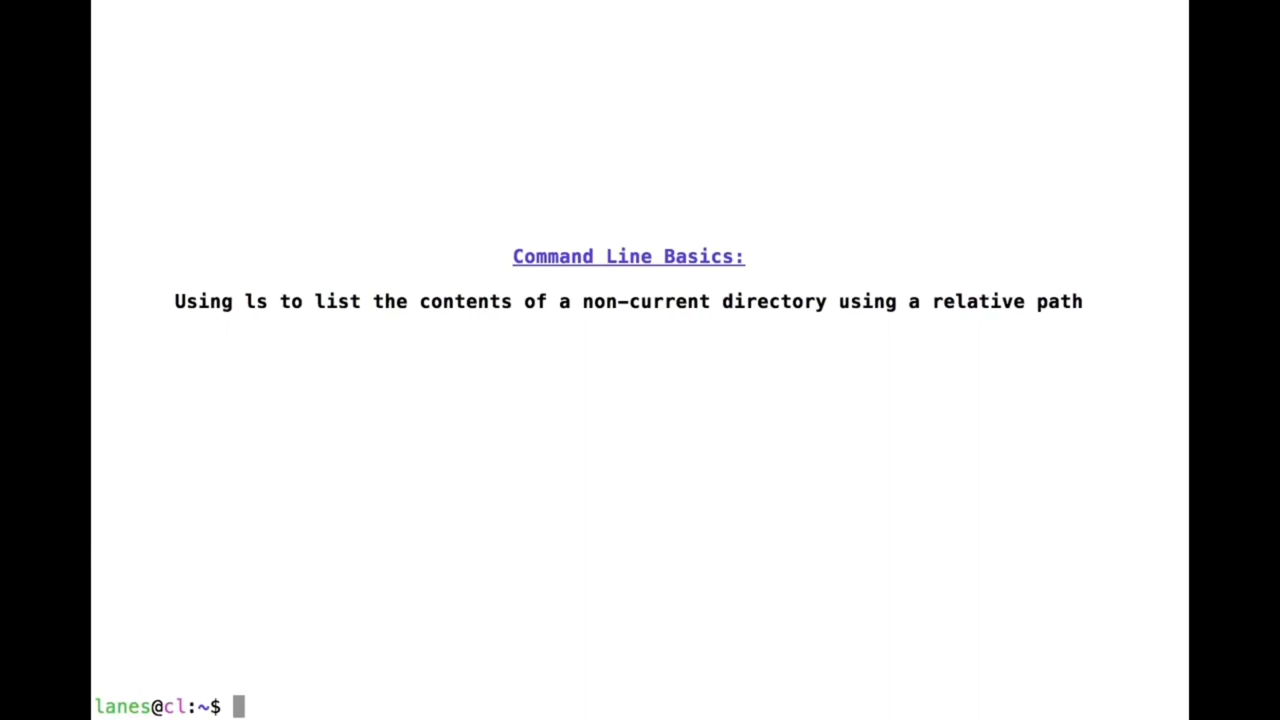 Command Line Basics:
Using ls to list the contents of a non-current directory using a relative path
lanes@cl:~$